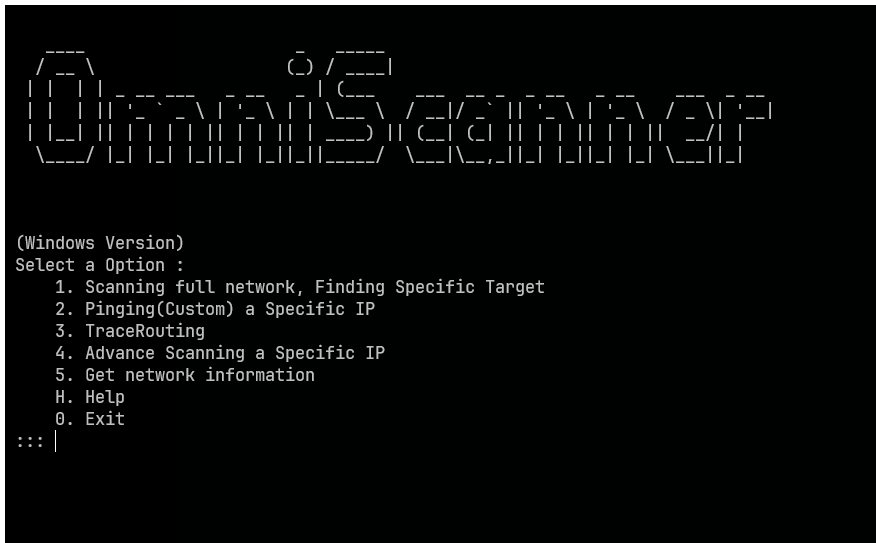 OmniScanner
(Windows Version)
Select a Option :
1. Scanning full network, Finding Specific Target
2. Pinging(Custom) a Specific IP
3. TraceRouting
4. Advance Scanning a Specific IP
5. Get network information
H. Help
0. Exit
:::